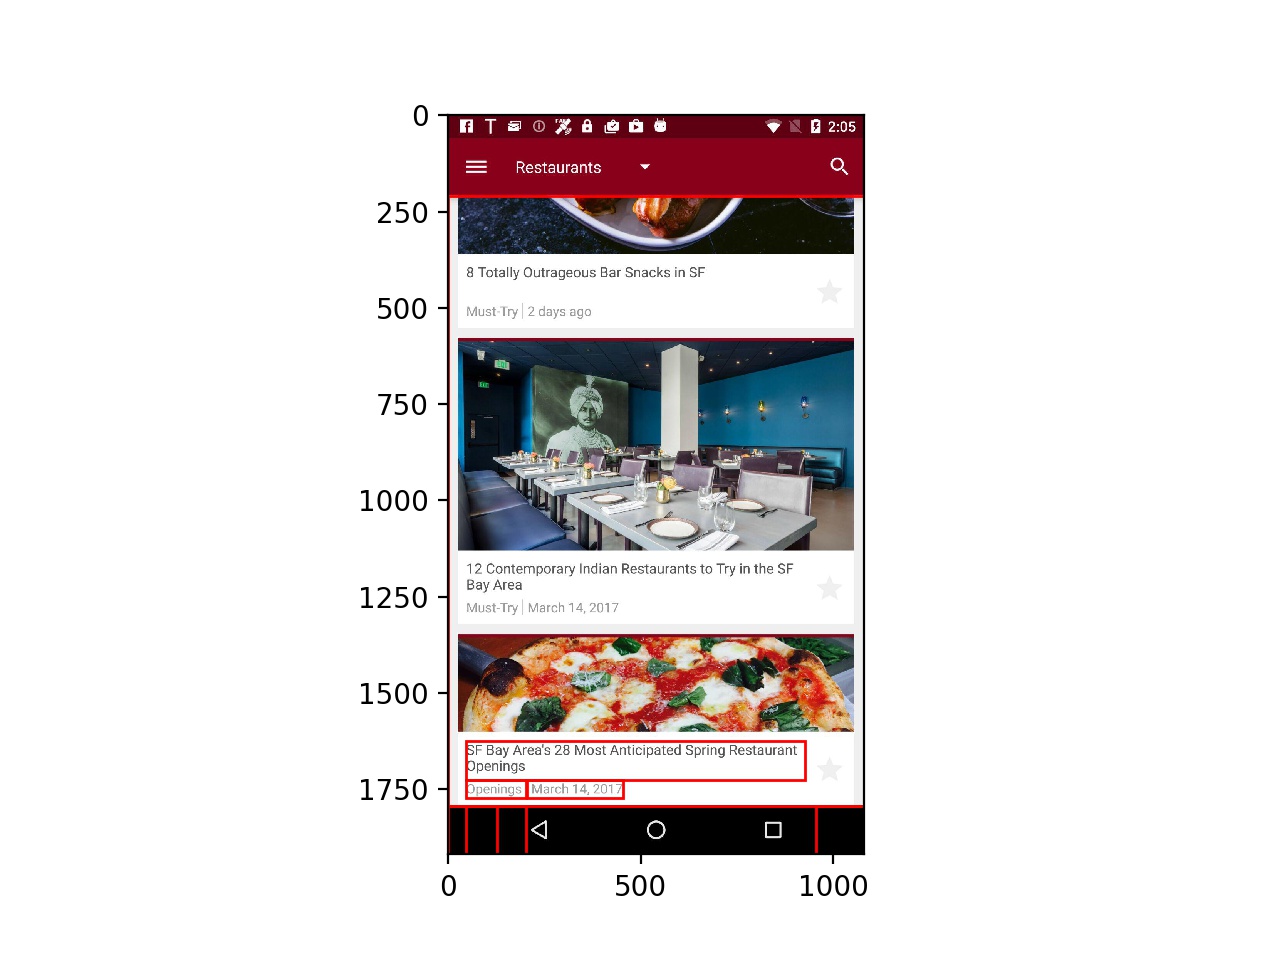 0
2:05
Restaurants
250
8 Totally Outrageous Bar Snacks in SF
500
Must-Try 2 days ago
750
1000
12 Contemporary Indian Restaurants to Try in the SF
Bay Area
1250
Must-Try March 14, 2017
1500
SF Bay Area's 28 Most Anticipated Spring Restaurant
Openings
1750
Openings March 14, 2017
0 500 1000